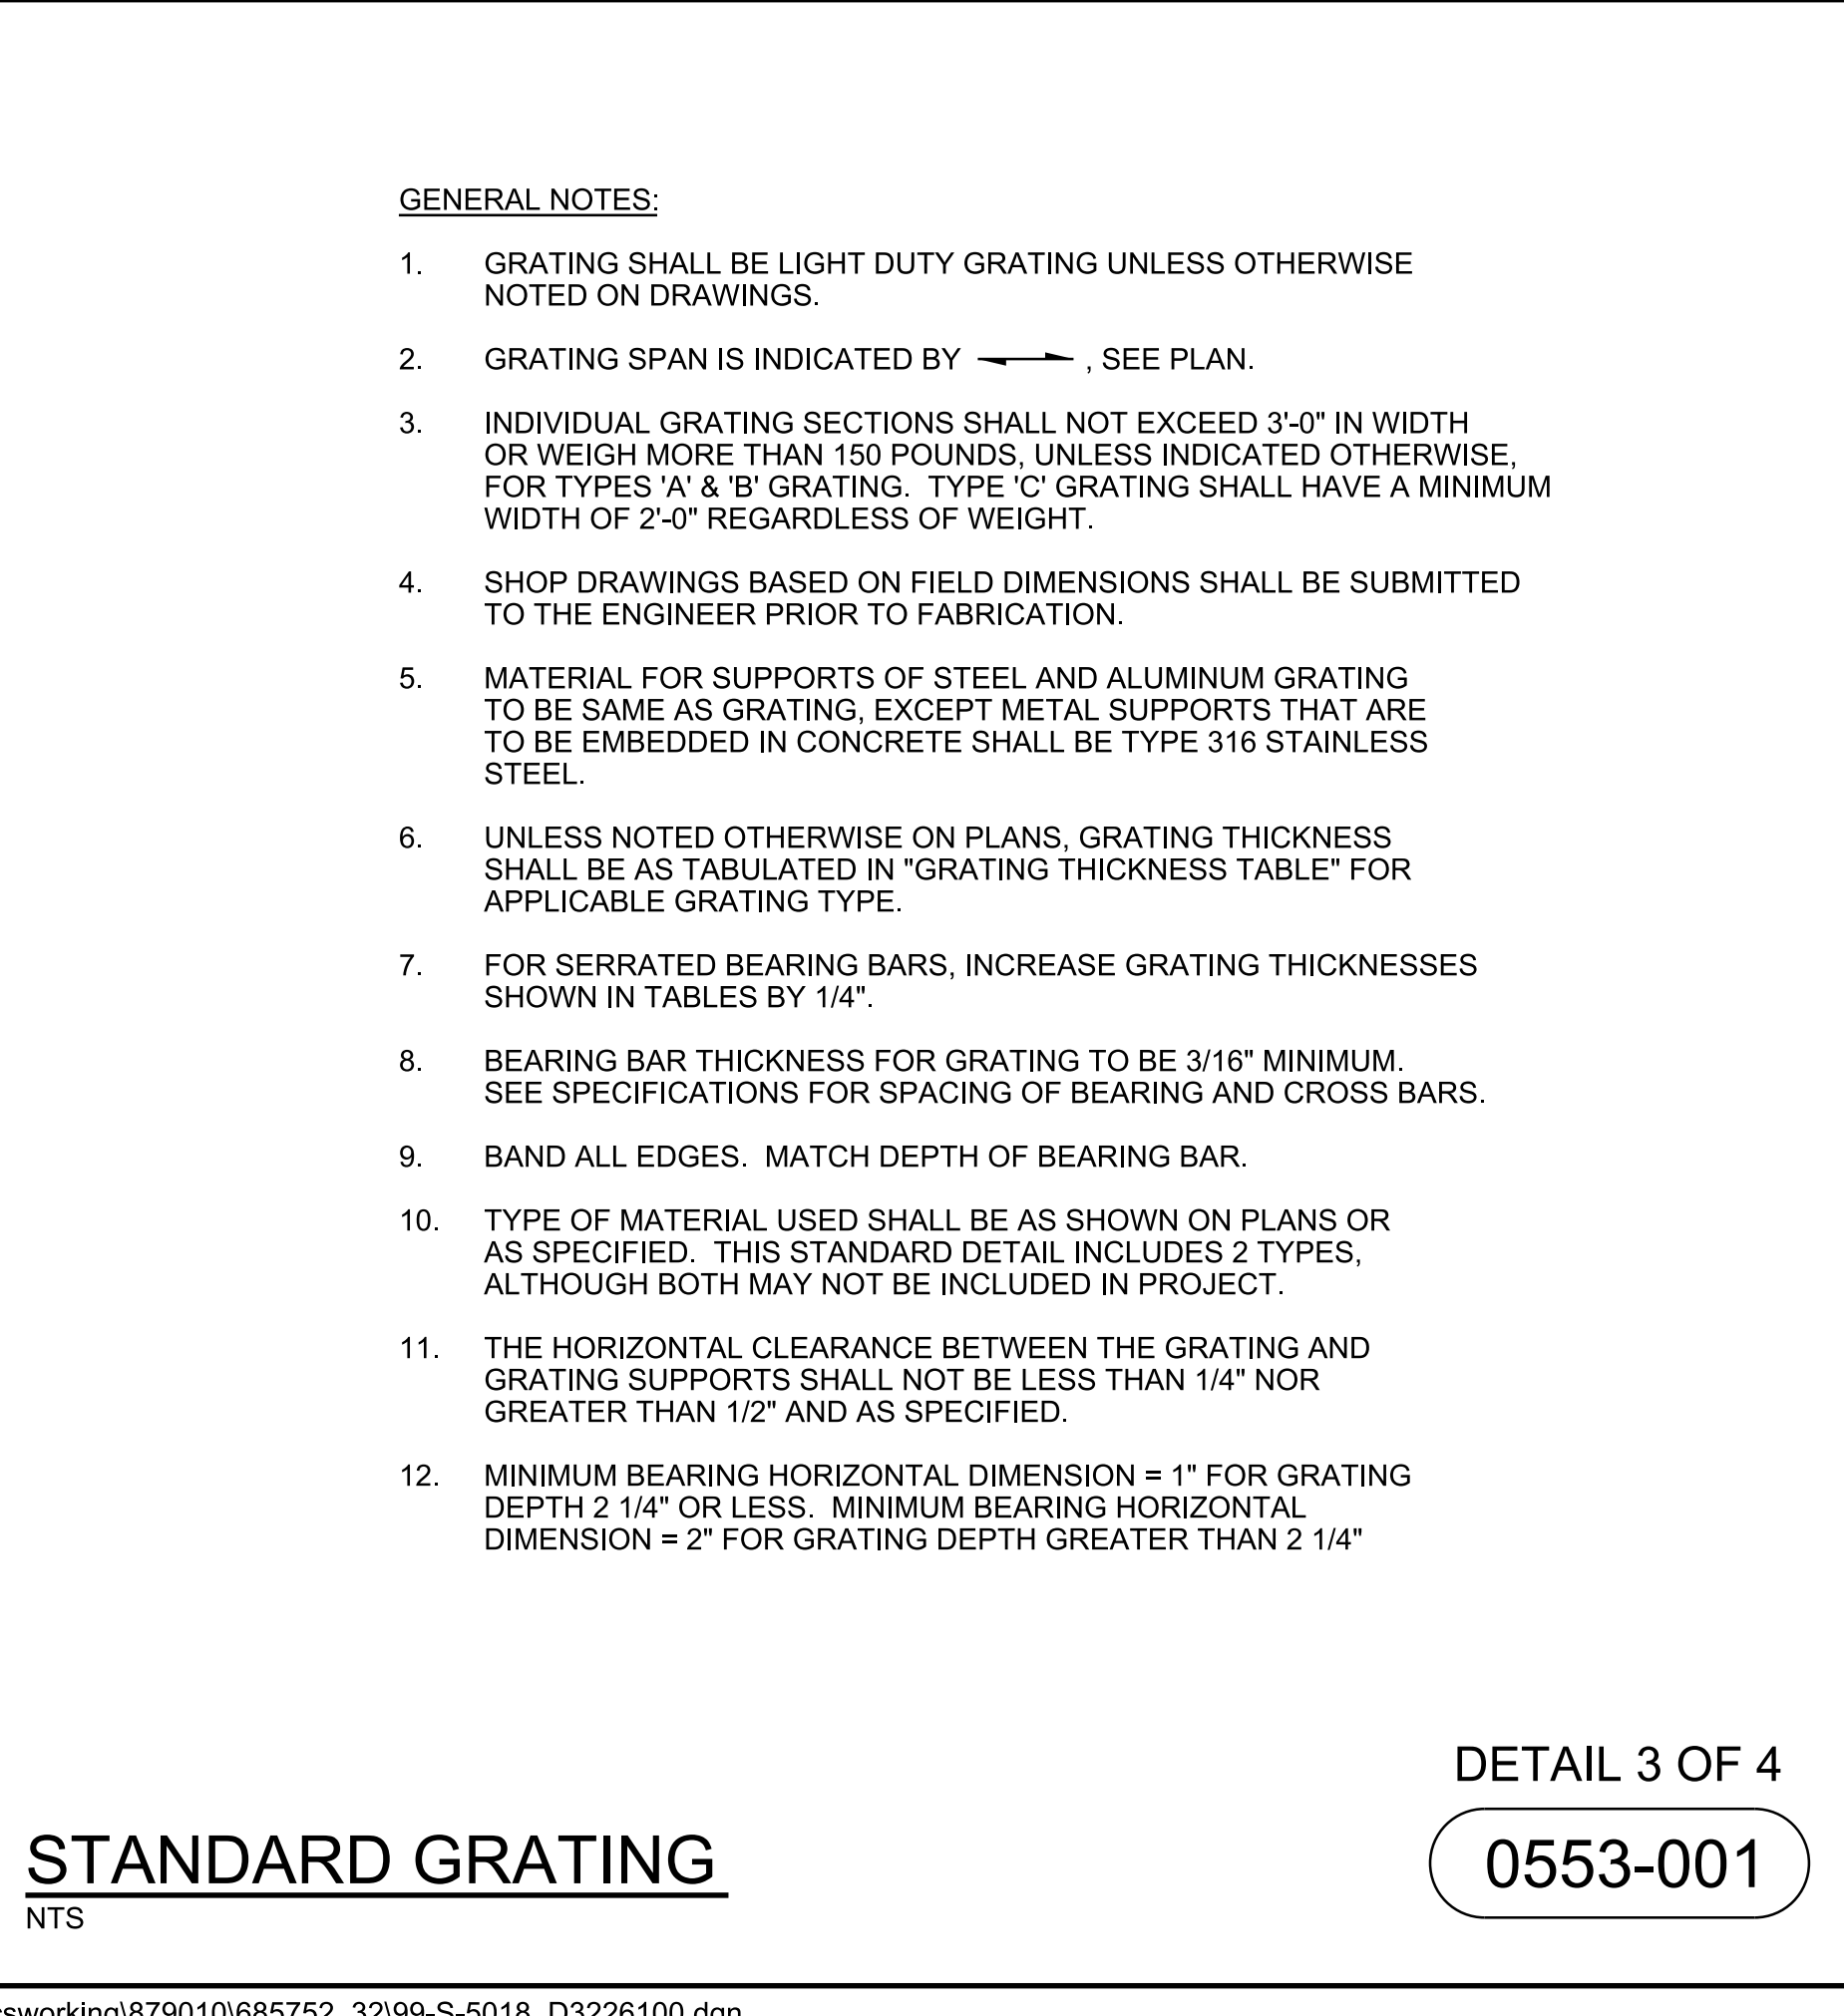 GENERAL NOTES:
1. GRATING SHALL BE LIGHT DUTY GRATING UNLESS OTHERWISE
NOTED ON DRAWINGS.
2. GRATING SPAN IS INDICATED BY , SEE PLAN.
3. INDIVIDUAL GRATING SECTIONS SHALL NOT EXCEED 3'-0" IN WIDTH
OR WEIGH MORE THAN 150 POUNDS, UNLESS INDICATED OTHERWISE,
FOR TYPES 'A' & 'B' GRATING. TYPE 'C' GRATING SHALL HAVE A MINIMUM
WIDTH OF 2'-0" REGARDLESS OF WEIGHT.
4. SHOP DRAWINGS BASED ON FIELD DIMENSIONS SHALL BE SUBMITTED
TO THE ENGINEER PRIOR TO FABRICATION.
5. MATERIAL FOR SUPPORTS OF STEEL AND ALUMINUM GRATING
TO BE SAME AS GRATING, EXCEPT METAL SUPPORTS THAT ARE
TO BE EMBEDDED IN CONCRETE SHALL BE TYPE 316 STAINLESS
STEEL.
6. UNLESS NOTED OTHERWISE ON PLANS, GRATING THICKNESS
SHALL BE AS TABULATED IN "GRATING THICKNESS TABLE" FOR
APPLICABLE GRATING TYPE.
7. FOR SERRATED BEARING BARS, INCREASE GRATING THICKNESSES
SHOWN IN TABLES BY 1/4".
8. BEARING BAR THICKNESS FOR GRATING TO BE 3/16" MINIMUM.
SEE SPECIFICATIONS FOR SPACING OF BEARING AND CROSS BARS.
9. BAND ALL EDGES. MATCH DEPTH OF BEARING BAR.
10. TYPE OF MATERIAL USED SHALL BE AS SHOWN ON PLANS OR
AS SPECIFIED. THIS STANDARD DETAIL INCLUDES 2 TYPES,
ALTHOUGH BOTH MAY NOT BE INCLUDED IN PROJECT.
11. THE HORIZONTAL CLEARANCE BETWEEN THE GRATING AND
GRATING SUPPORTS SHALL NOT BE LESS THAN 1/4" NOR
GREATER THAN 1/2" AND AS SPECIFIED.
12. MINIMUM BEARING HORIZONTAL DIMENSION = 1" FOR GRATING
DEPTH 2 1/4" OR LESS. MINIMUM BEARING HORIZONTAL
DIMENSION = 2" FOR GRATING DEPTH GREATER THAN 2 1/4"
DETAIL 3 OF 4
0553-001
STANDARD GRATING
NTS
sworking\879010\685752_32\99-S-5018_D3226100.dgn